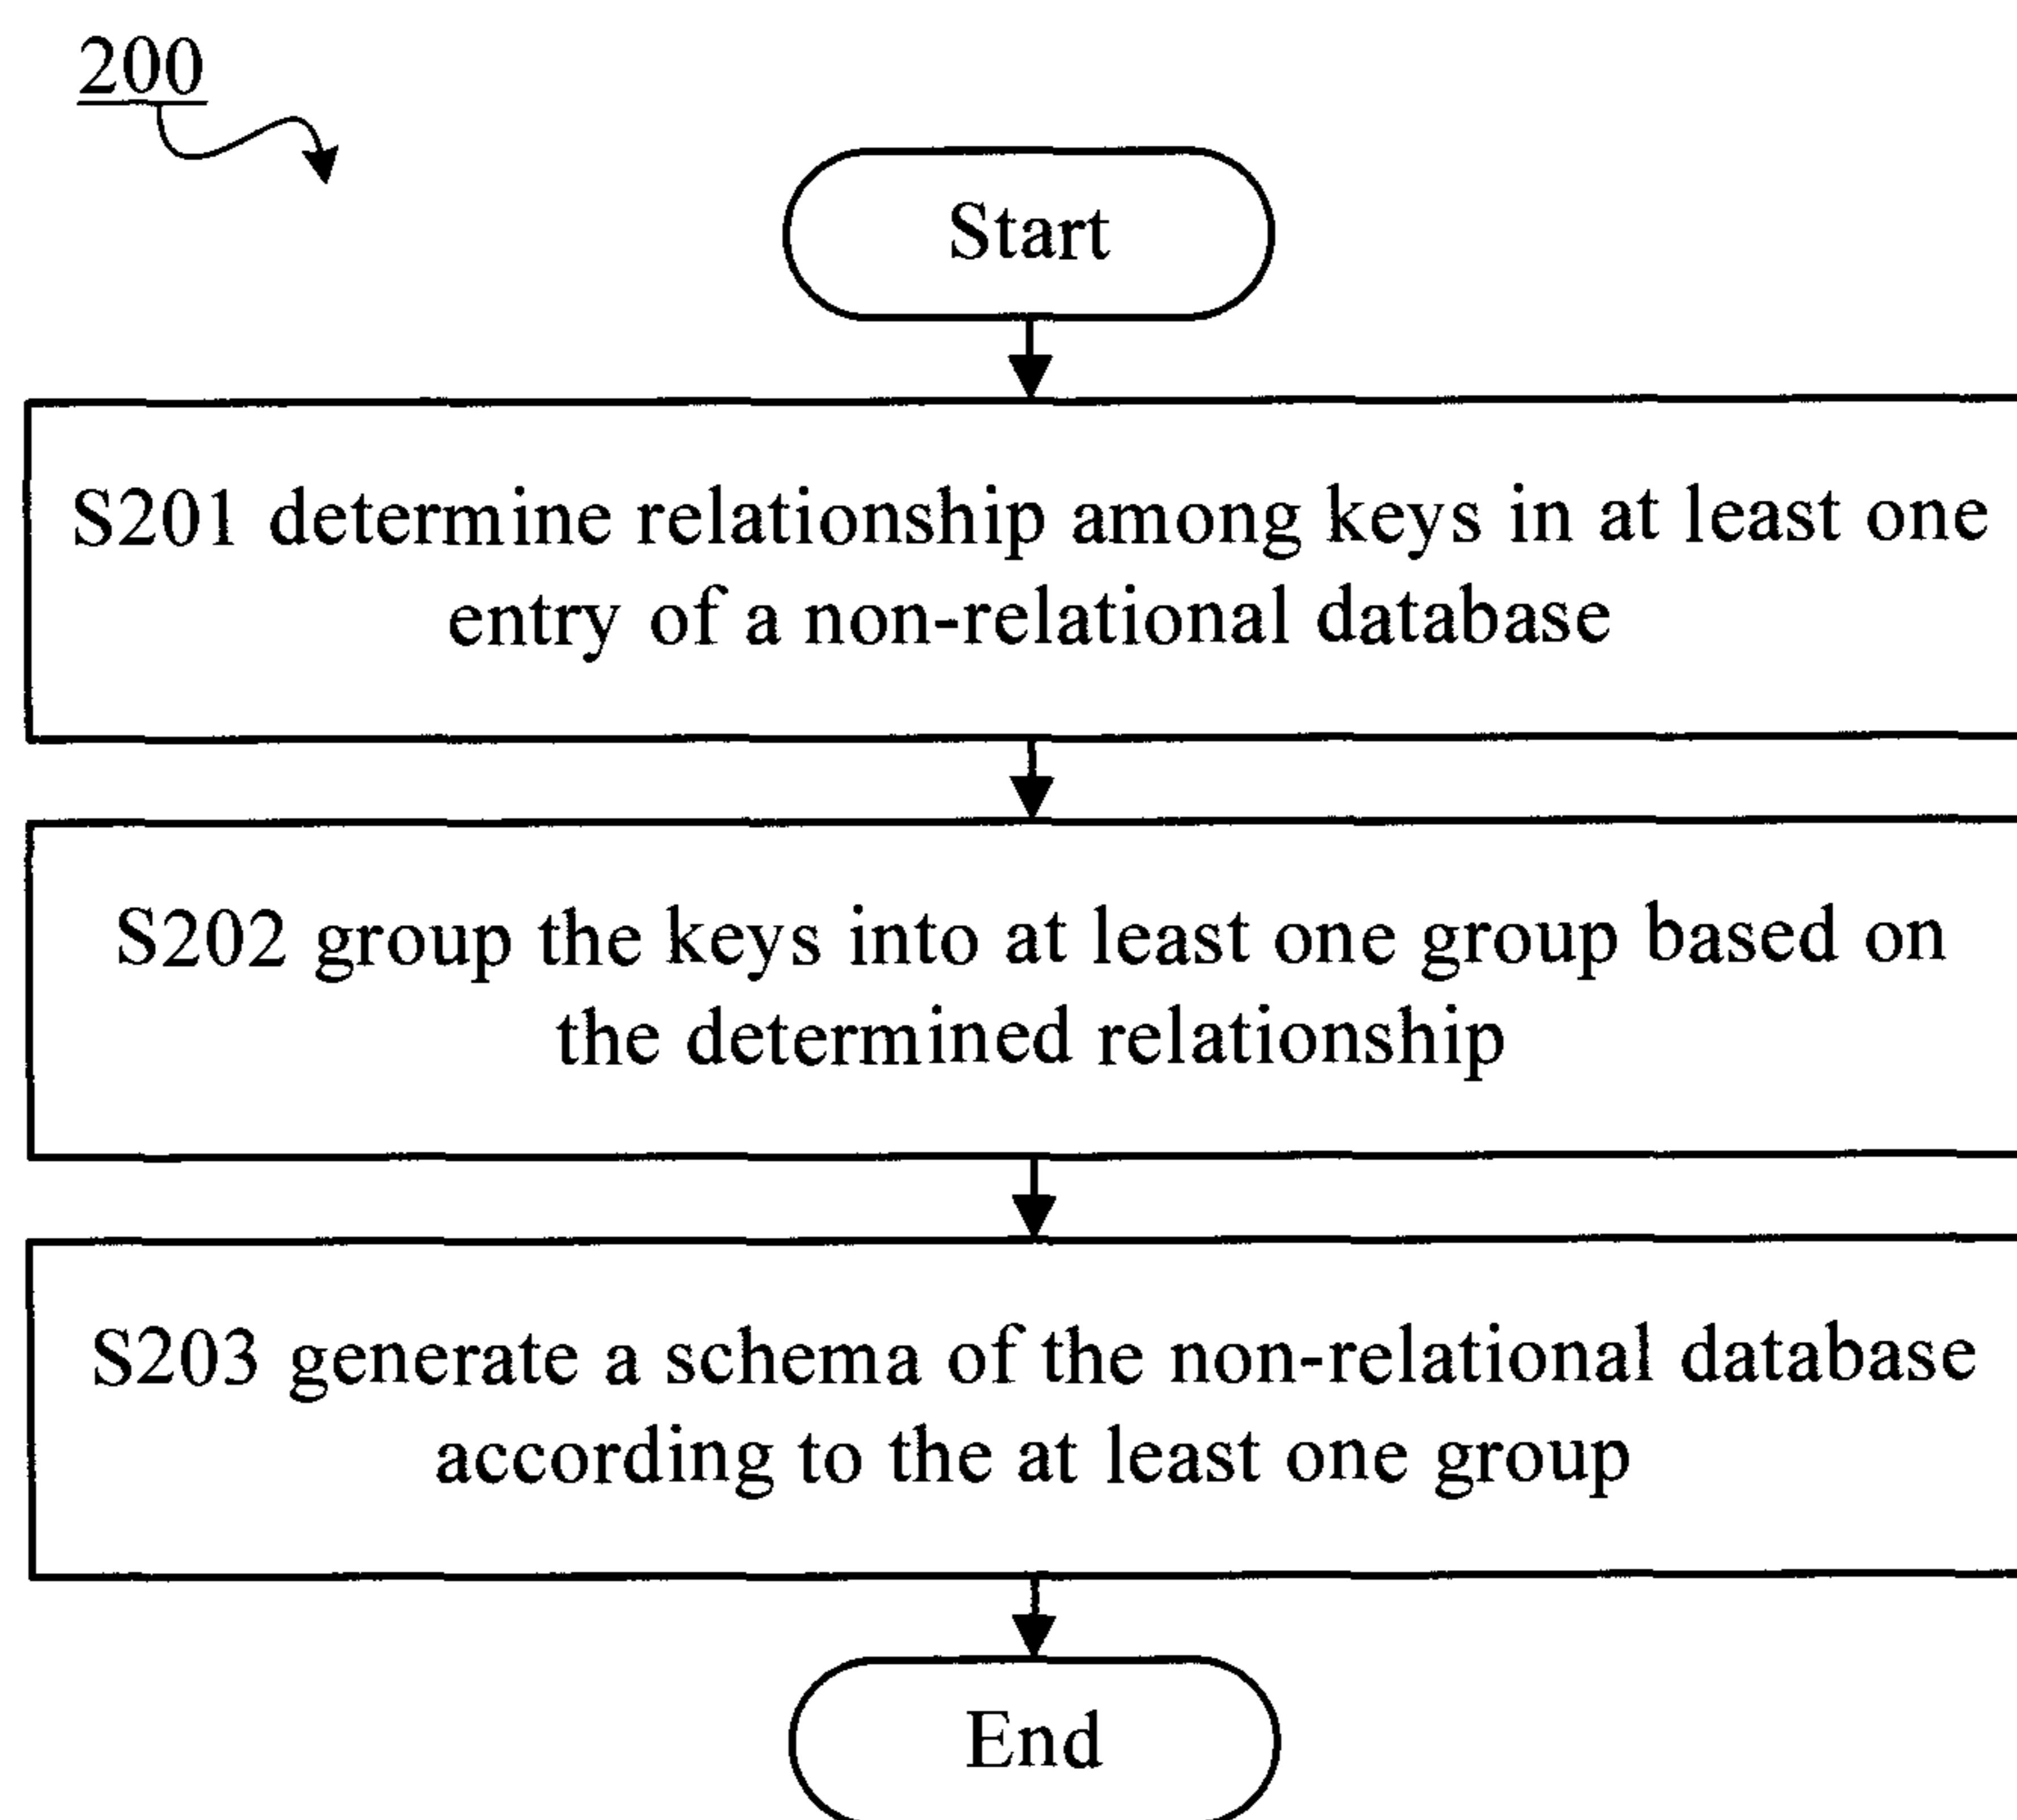 200
Start
S201 determine relationship among keys in at least one
entry of a non-relational database
S202 group the keys into at least one group based on
the determined relationship
S203 generate a schema of the non-relational database
according to the at least one group
End